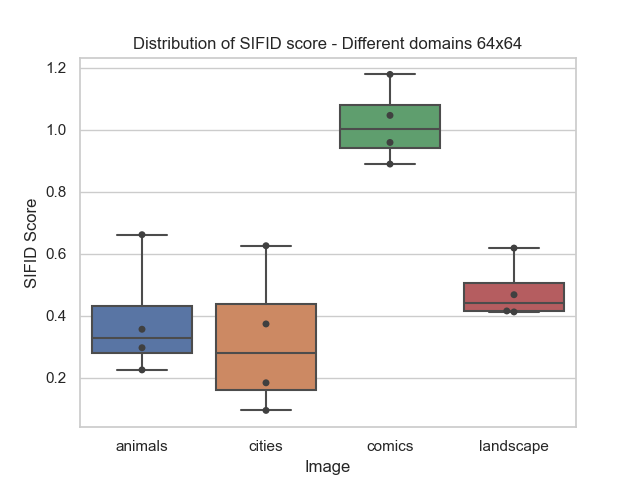 Distribution of SIFID score - Different domains 64x64
1.2
1.0
0.8
0.6
0.4
0.2
SIFID Score
animals cities comics landscape
Image